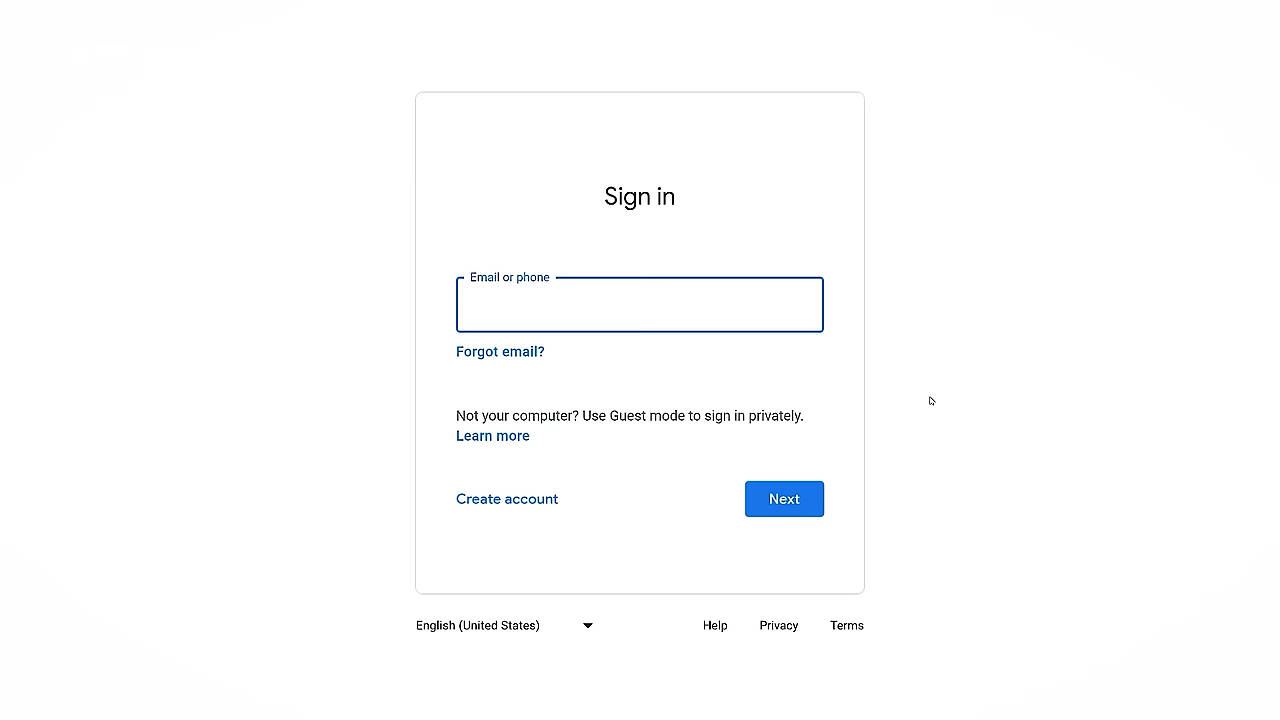 Sign in
Email or phone
Forgot email?
Not your computer? Use Guest mode to sign in privately.
Learn more
Create account
Next
English (United States)
Help
Privacy
Terms